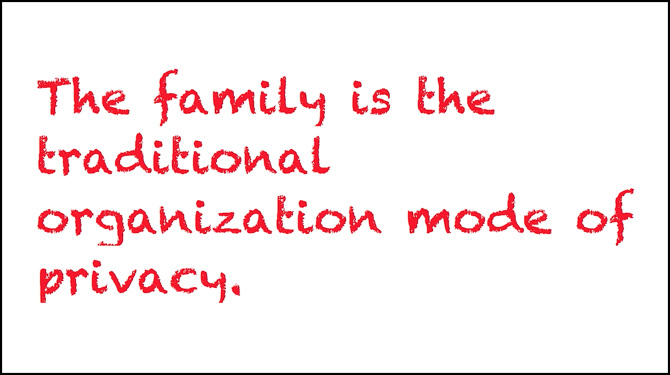 The family is the
traditional
organization mode of
privacy.